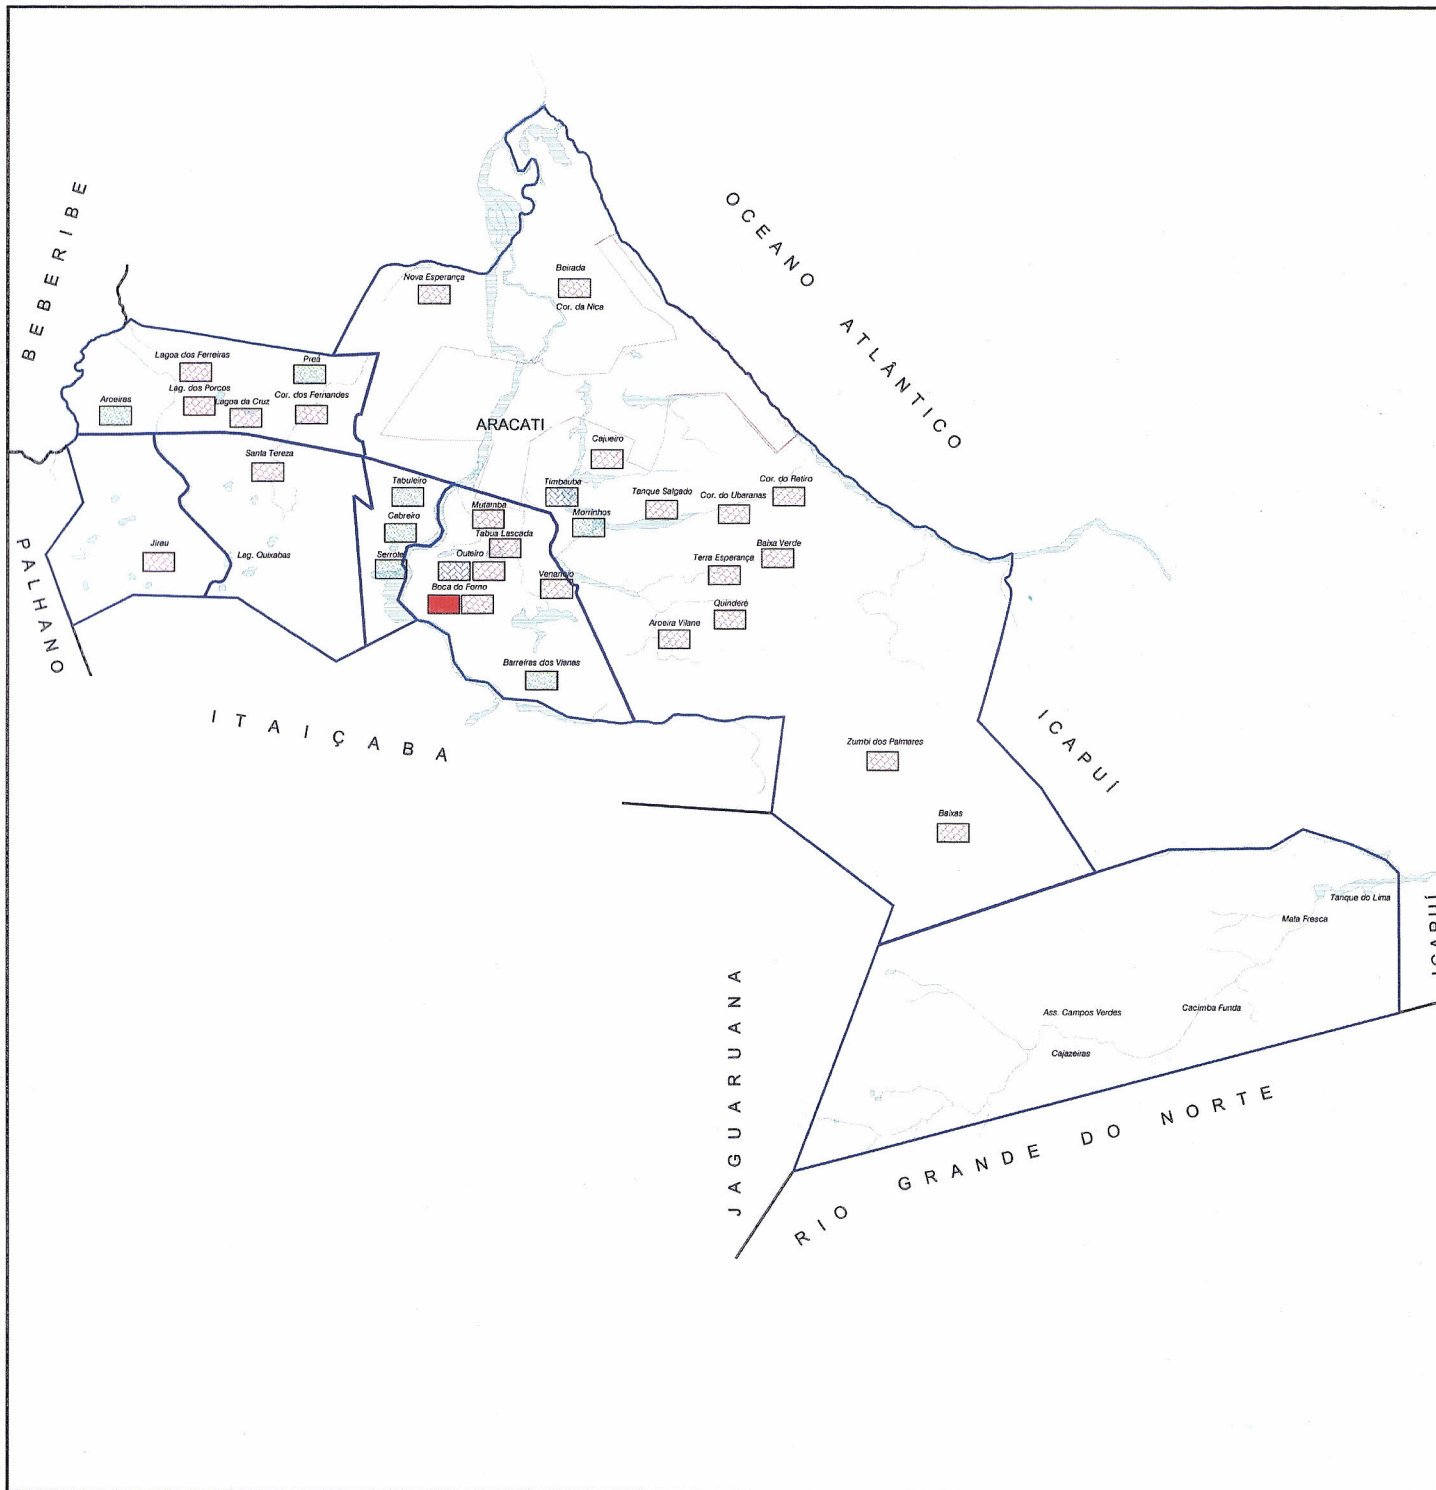 BEBERIBE
OCEANO ATLÂNTICO
Nova Esperança
Beirada
Cor. da Nica
Lagoa dos Ferreiras
Preá
Lag. dos Porcos
Lagoa da Cruz
Cor. dos Fernandes
Aroeiras
ARACATI
Cajueiro
Santa Tereza
Tabuleiro
Timbaúba
Tanque Salgado
Cor. do Ubaranas
Cor. do Retiro
Mutamba
Morrinhos
Cabreiro
Tabua Lascada
Jirau
Lag. Quixabas
Serrote
Outeiro
Venancio
Terra Esperança
Baixa Verde
Boca do Forno
Quinderé
Aroeira Vilane
PALHANO
Barreiras dos Vianas
ITAIÇABA
ICAPUÍ
Zumbi dos Palmares
Baixas
Tanque do Lima
Mata Fresca
ICAPUÍ
Ass. Campos Verdes
Cacimba Funda
Cajazeiras
JAGUARUANA
RIO GRANDE DO NORTE